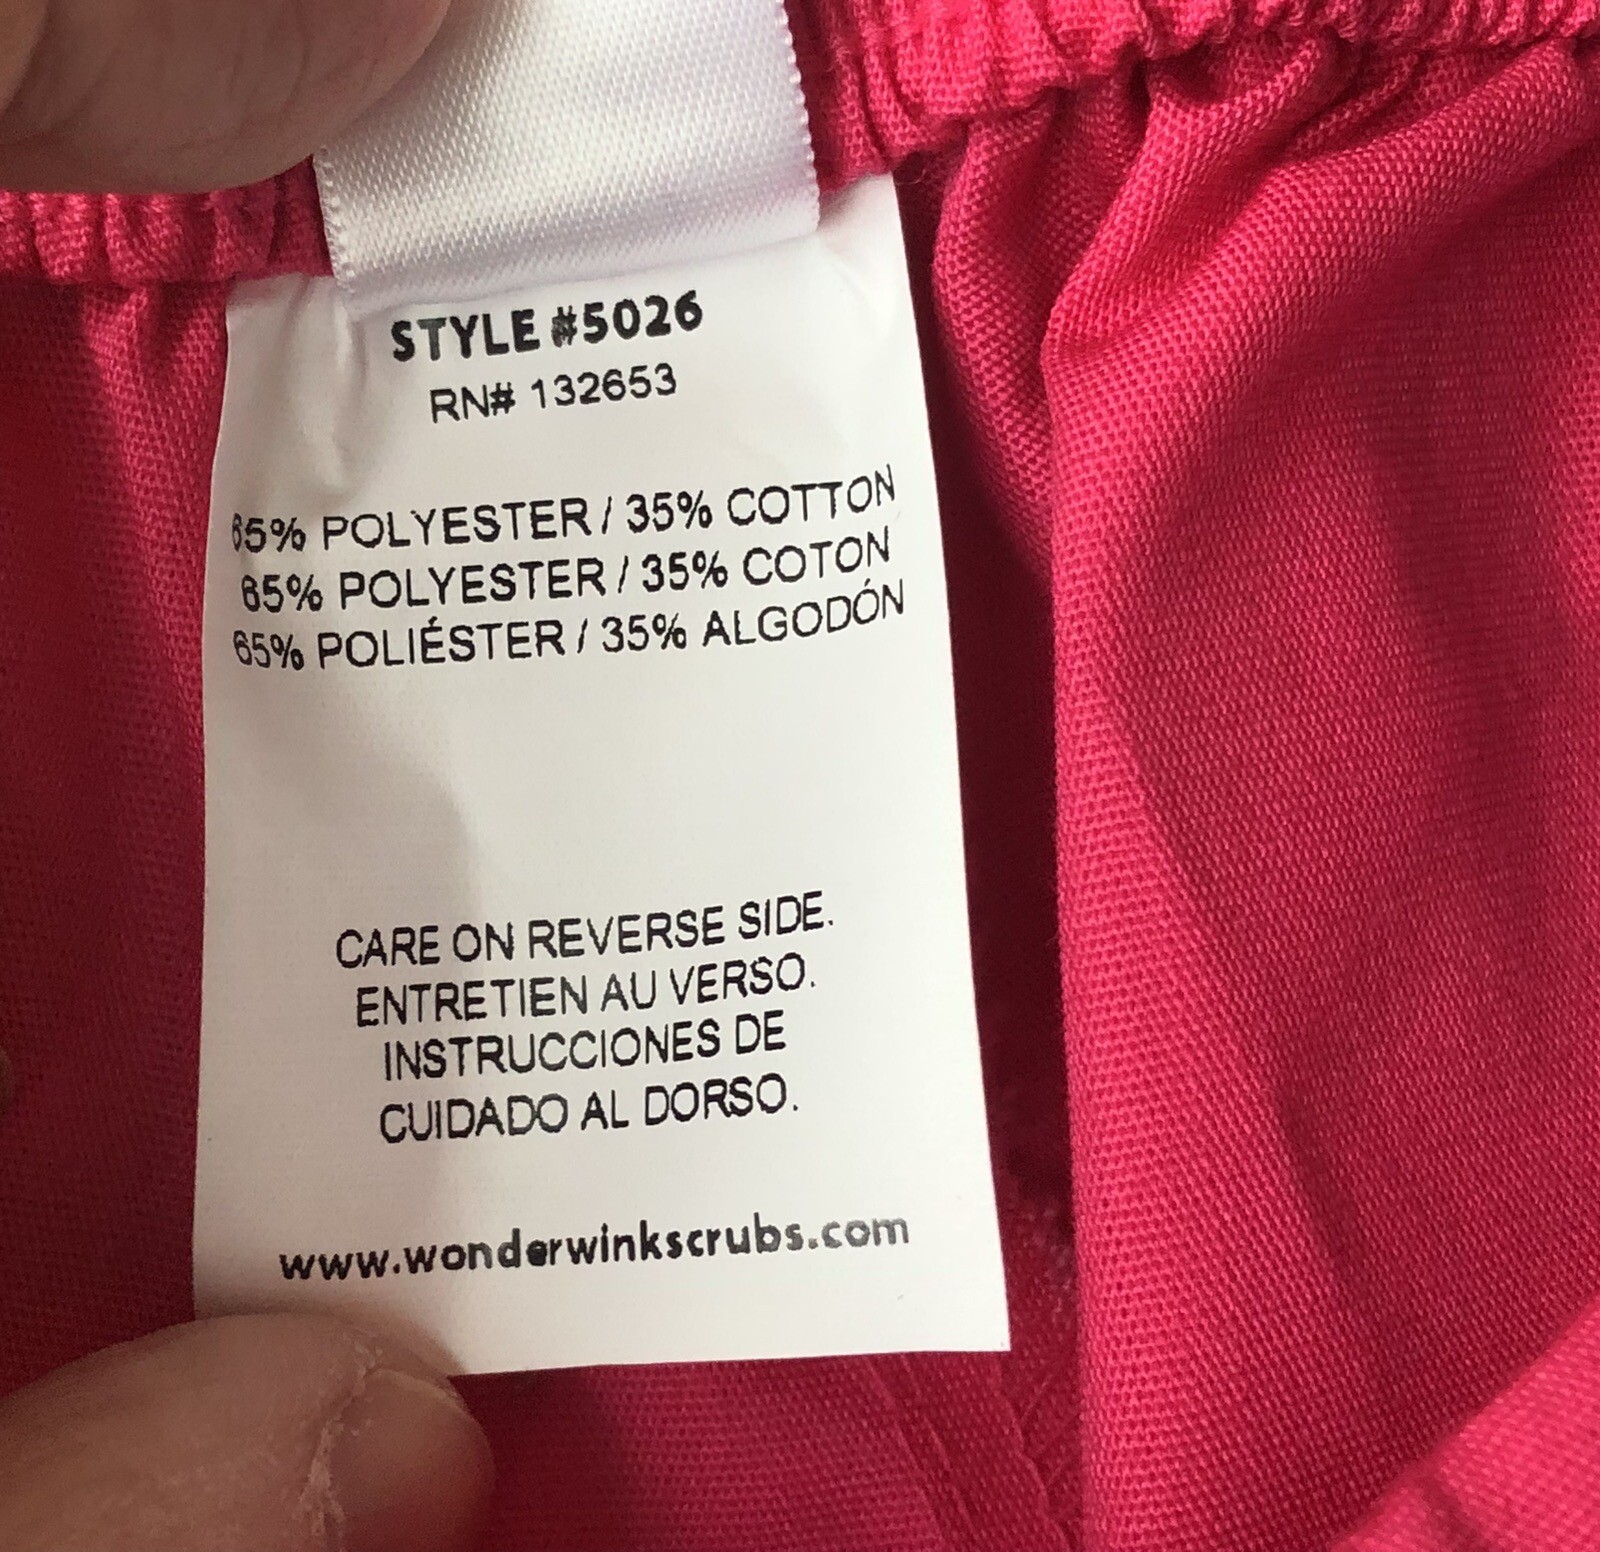 STYLE #5026
RN# 132653
65% POLYESTER / 35% COTTON
65% POLYESTER / 35% COTON
65% POLIÉSTER / 35% ALGODÓN
CARE ON REVERSE SIDE.
ENTRETIEN AU VERSO.
INSTRUCCIONES DE
CUIDADO AL DORSO.
www.wonderwinkscrubs.com